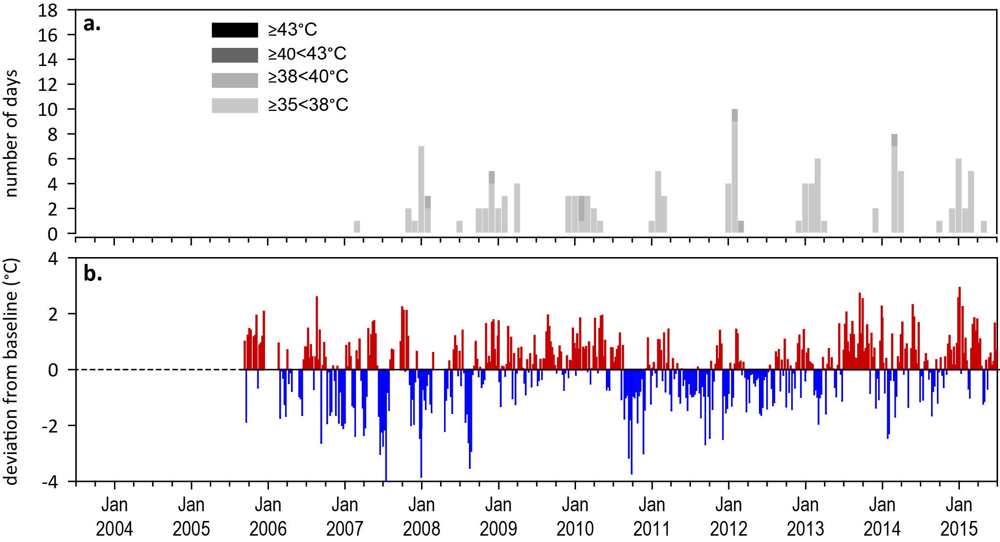 18
16
14
12
10
8
6
4
2
0
number of days
a.
≥43°C
≥40<43°C
≥38<40°C
≥35<38°C
4
2
0
-2
-4
deviation from baseline (°C)
b.
Jan Jan Jan Jan Jan Jan Jan Jan Jan Jan Jan Jan
2004 2005 2006 2007 2008 2009 2010 2011 2012 2013 2014 2015